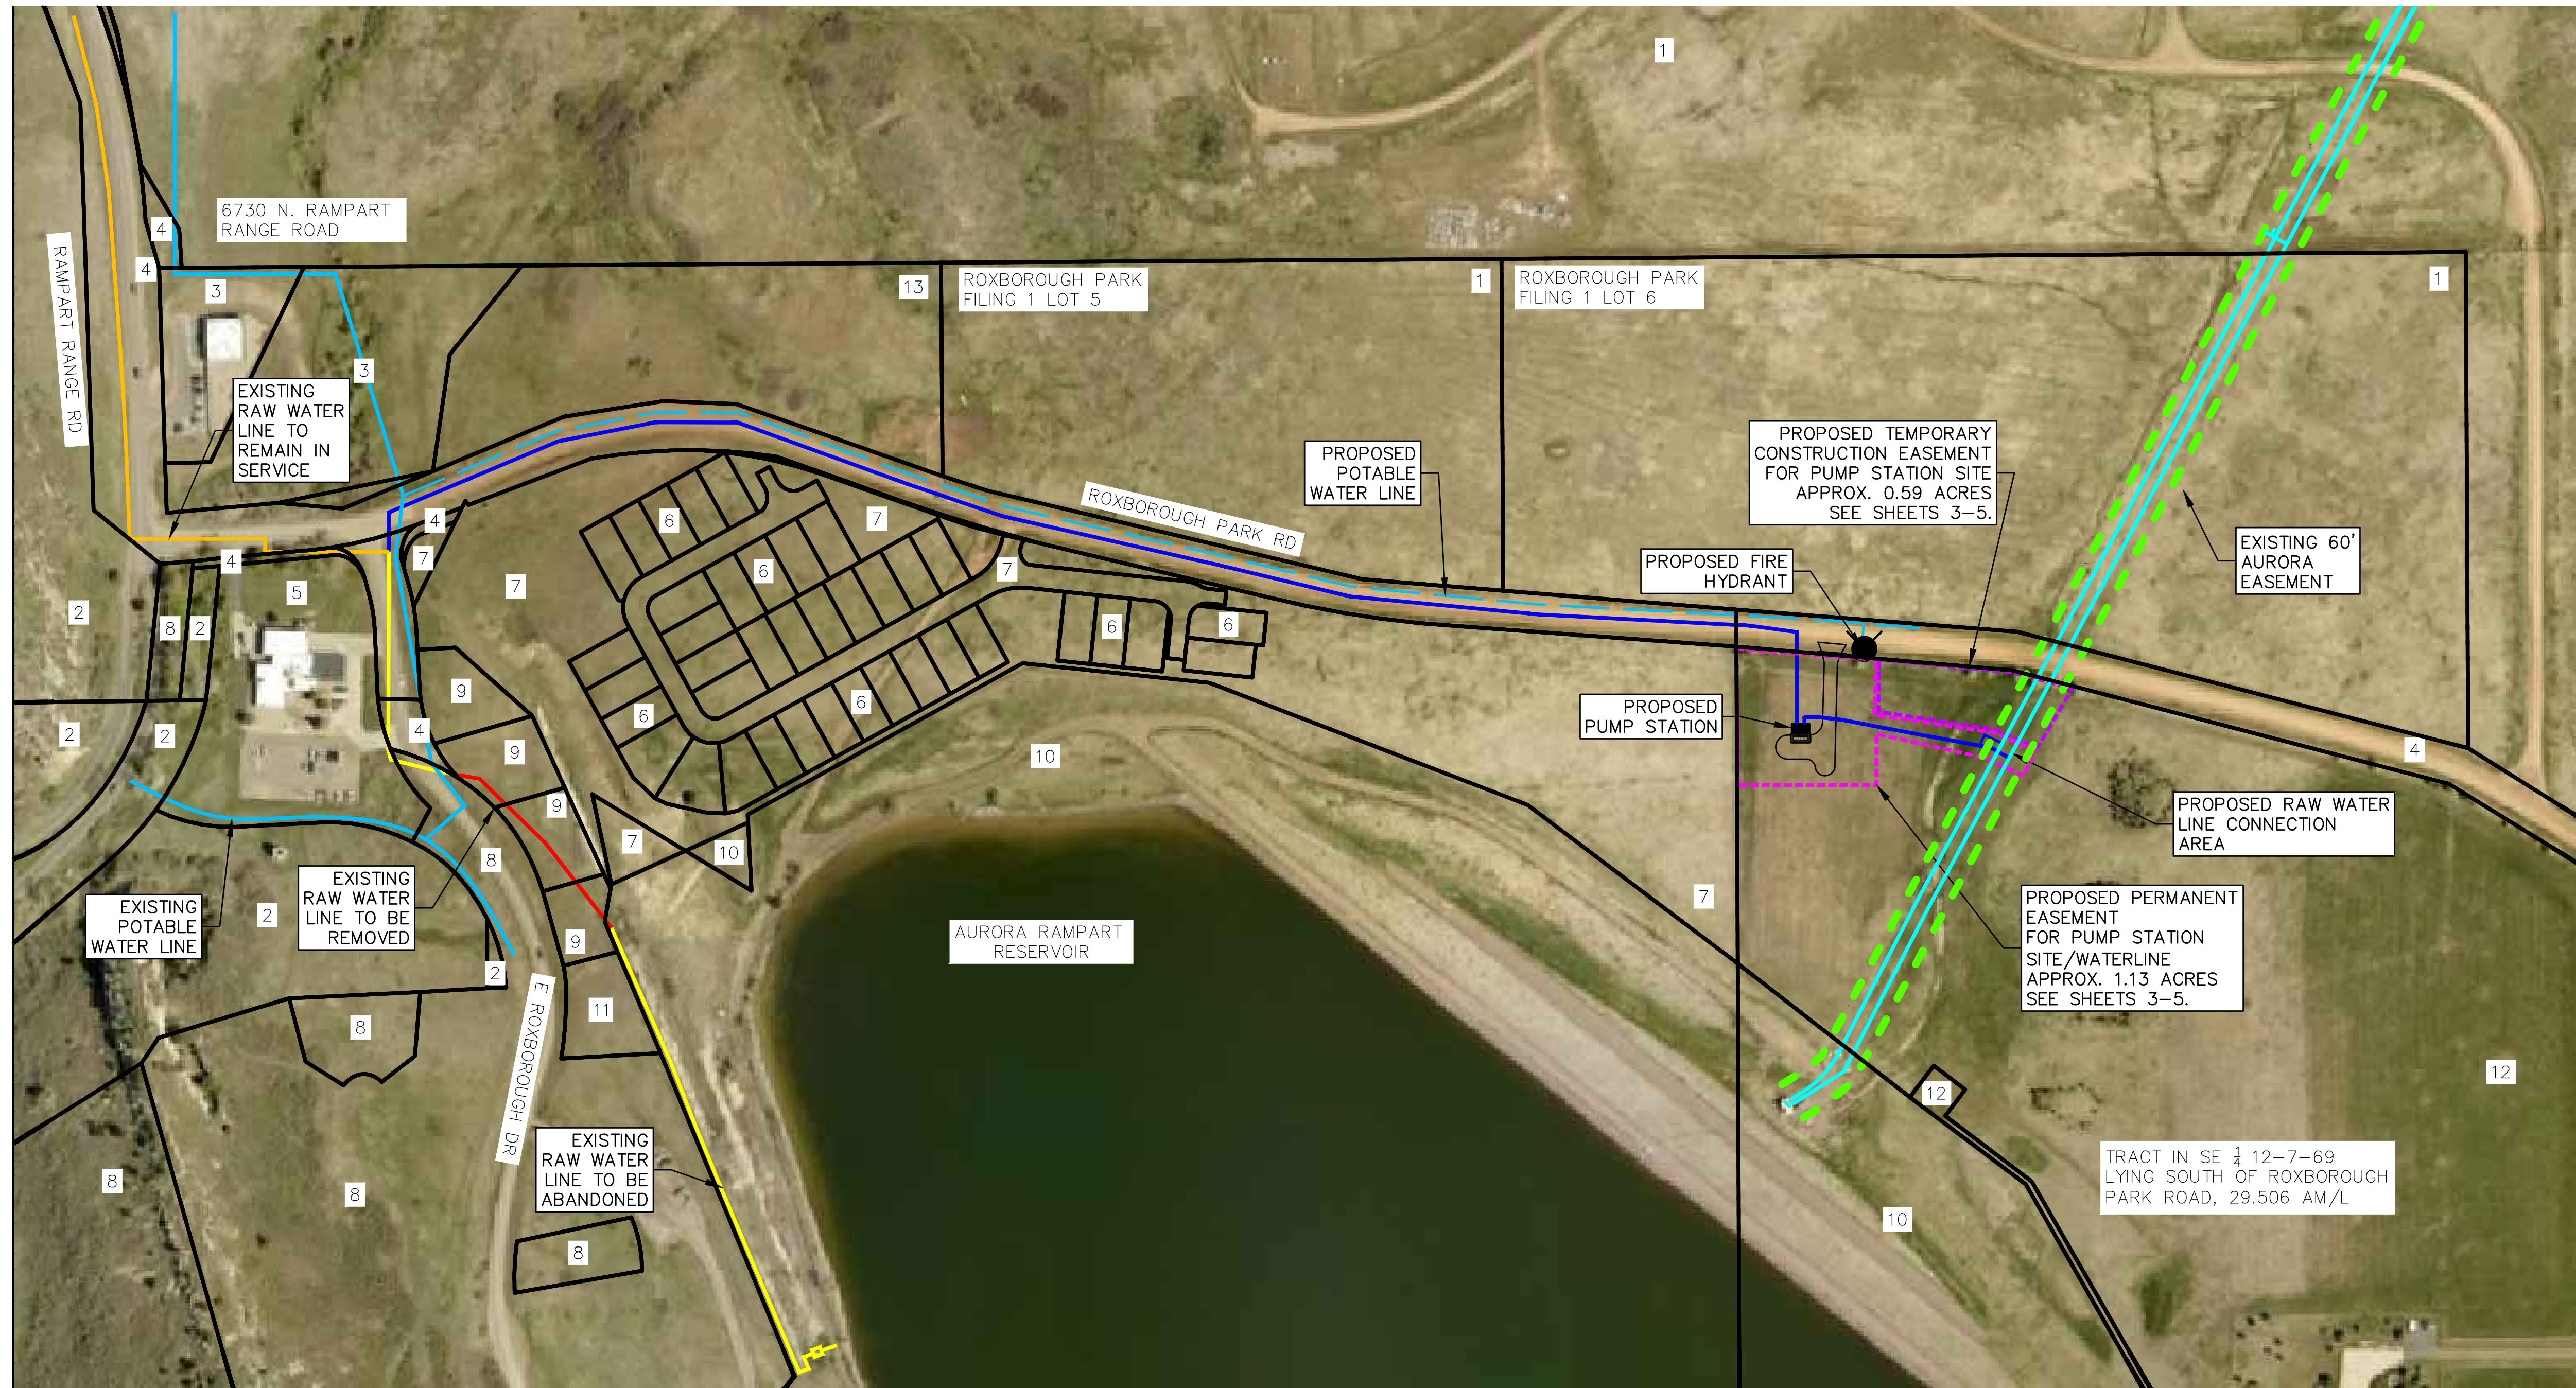 1
6730 N. RAMPART
RANGE ROAD
4
4
3
RAMPART RANGE RD
13
ROXBOROUGH PARK
FILING 1 LOT 5
1
ROXBOROUGH PARK
FILING 1 LOT 6
1
3
EXISTING
RAW WATER
LINE TO
REMAIN IN
SERVICE
PROPOSED
POTABLE
WATER LINE
PROPOSED TEMPORARY
CONSTRUCTION EASEMENT
FOR PUMP STATION SITE
APPROX. 0.59 ACRES
SEE SHEETS 3-5.
ROXBOROUGH PARK RD
EXISTING 60'
AURORA
EASEMENT
PROPOSED FIRE
HYDRANT
4
7
6
7
4
5
7
6
7
2
8
2
6
6
9
6
6
PROPOSED
PUMP STATION
2
2
4
9
10
4
9
7
10
PROPOSED RAW WATER
LINE CONNECTION
AREA
EXISTING
POTABLE
WATER LINE
2
EXISTING
RAW WATER
LINE TO BE
REMOVED
8
9
AURORA RAMPART
RESERVOIR
7
PROPOSED PERMANENT
EASEMENT
FOR PUMP STATION
SITE/WATERLINE
APPROX. 1.13 ACRES
SEE SHEETS 3-5.
2
11
8
E ROXBOROUGH DR
12
12
EXISTING
RAW WATER
LINE TO BE
ABANDONED
8
8
8
10
TRACT IN SE 1/4 12-7-69
LYING SOUTH OF ROXBOROUGH
PARK ROAD, 29.506 AM/L